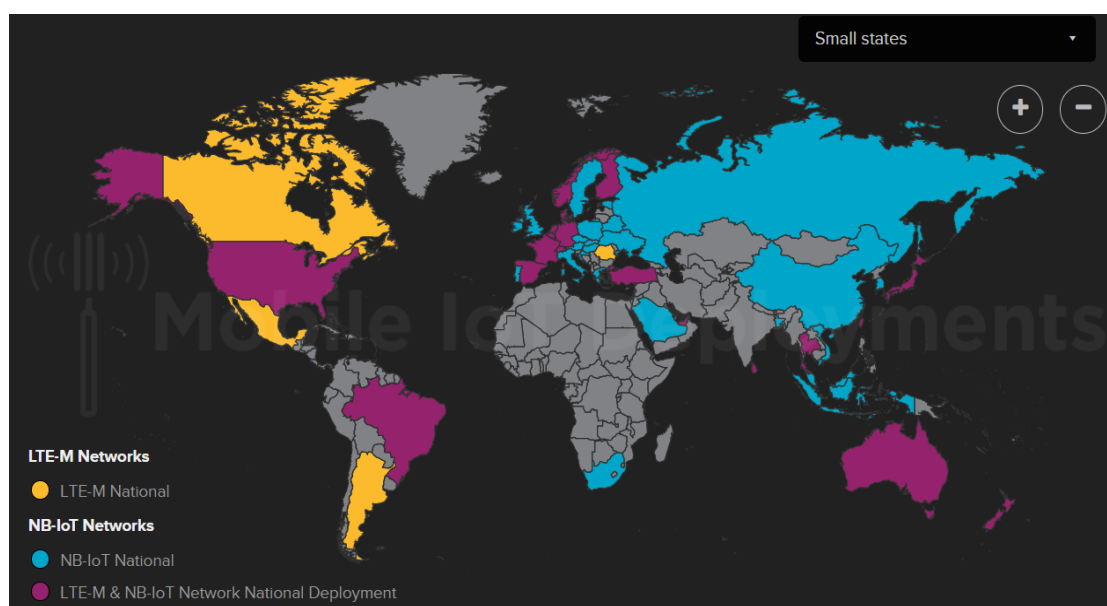 Small states
+
−
Mobile IoT Deployments
LTE-M Networks
LTE-M National
NB-IoT Networks
NB-IoT National
LTE-M & NB-IoT Network National Deployment